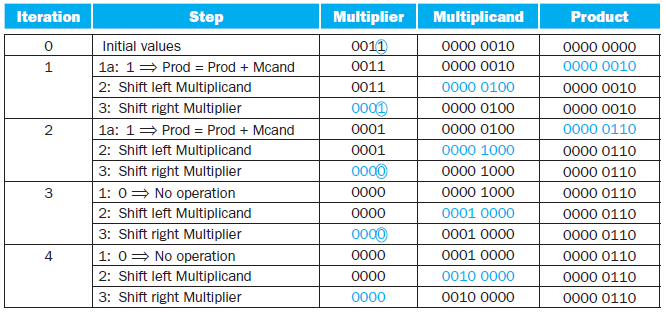 Iteration Step Multiplier Multiplicand Product
0 Initial values 0011 0000 0010 0000 0000
1 1a: 1 ⇒ Prod = Prod + Mcand 0011 0000 0010 0000 0010
2: Shift left Multiplicand 0011 0000 0100 0000 0010
3: Shift right Multiplier 0001 0000 0100 0000 0010
2 1a: 1 ⇒ Prod = Prod + Mcand 0001 0000 0100 0000 0110
2: Shift left Multiplicand 0001 0000 1000 0000 0110
3: Shift right Multiplier 0000 0000 1000 0000 0110
3 1: 0 ⇒ No operation 0000 0000 1000 0000 0110
2: Shift left Multiplicand 0000 0001 0000 0000 0110
3: Shift right Multiplier 0000 0001 0000 0000 0110
4 1: 0 ⇒ No operation 0000 0001 0000 0000 0110
2: Shift left Multiplicand 0000 0010 0000 0000 0110
3: Shift right Multiplier 0000 0010 0000 0000 0110